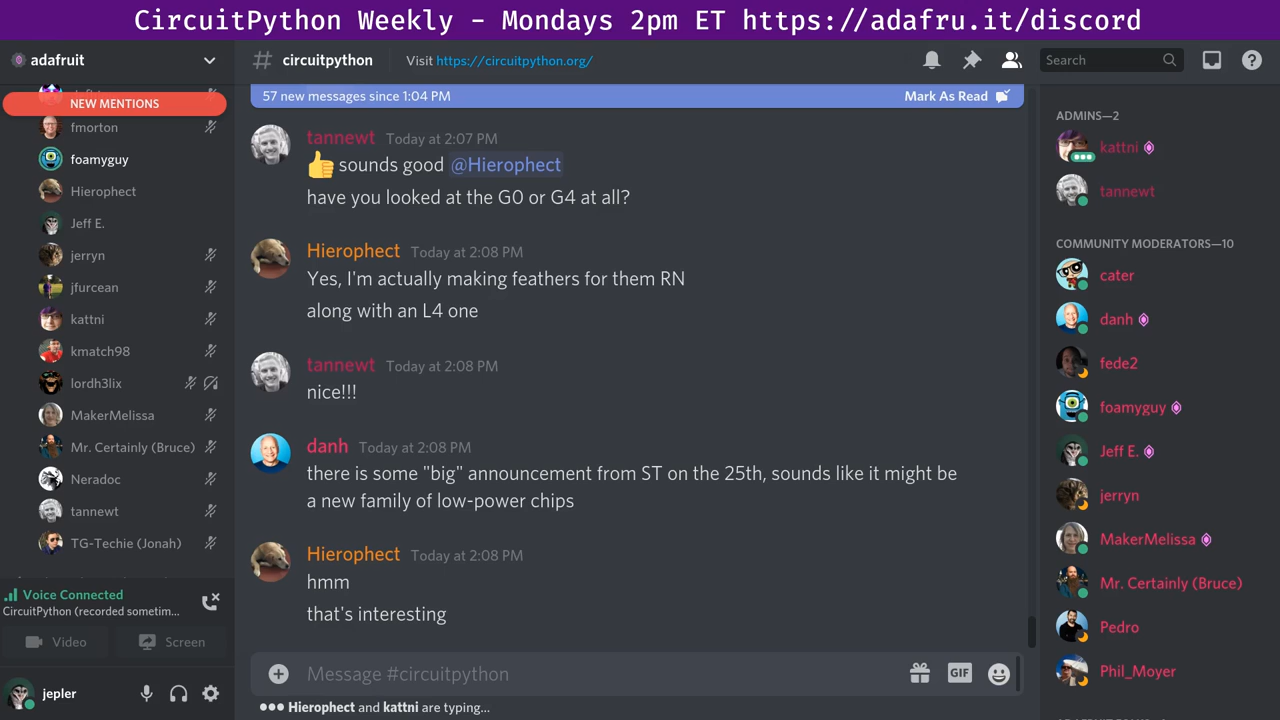 CircuitPython Weekly - Mondays 2pm ET https://adafru.it/discord
adafruit
NEW MENTIONS
fmorton
foamyguy
Hierophect
Jeff E.
jerryn
jfurcean
kattni
kmatch98
lordh3lix
MakerMelissa
Mr. Certainly (Bruce)
Neradoc
tannewt
TG-Techie (Jonah)
Voice Connected
CircuitPython (recorded sometim...
Video
Screen
jepler
# circuitpython
Visit https://circuitpython.org/
Search
57 new messages since 1:04 PM
Mark As Read
tannewt Today at 2:07 PM
👍 sounds good @Hierophect
have you looked at the G0 or G4 at all?
Hierophect Today at 2:08 PM
Yes, I'm actually making feathers for them RN
along with an L4 one
tannewt Today at 2:08 PM
nice!!!
danh Today at 2:08 PM
there is some "big" announcement from ST on the 25th, sounds like it might be
a new family of low-power chips
Hierophect Today at 2:08 PM
hmm
that's interesting
Message #circuitpython
GIF
Hierophect and kattni are typing...
ADMINS—2
kattni
tannewt
COMMUNITY MODERATORS—10
cater
danh
fede2
foamyguy
Jeff E.
jerryn
MakerMelissa
Mr. Certainly (Bruce)
Pedro
Phil_Moyer